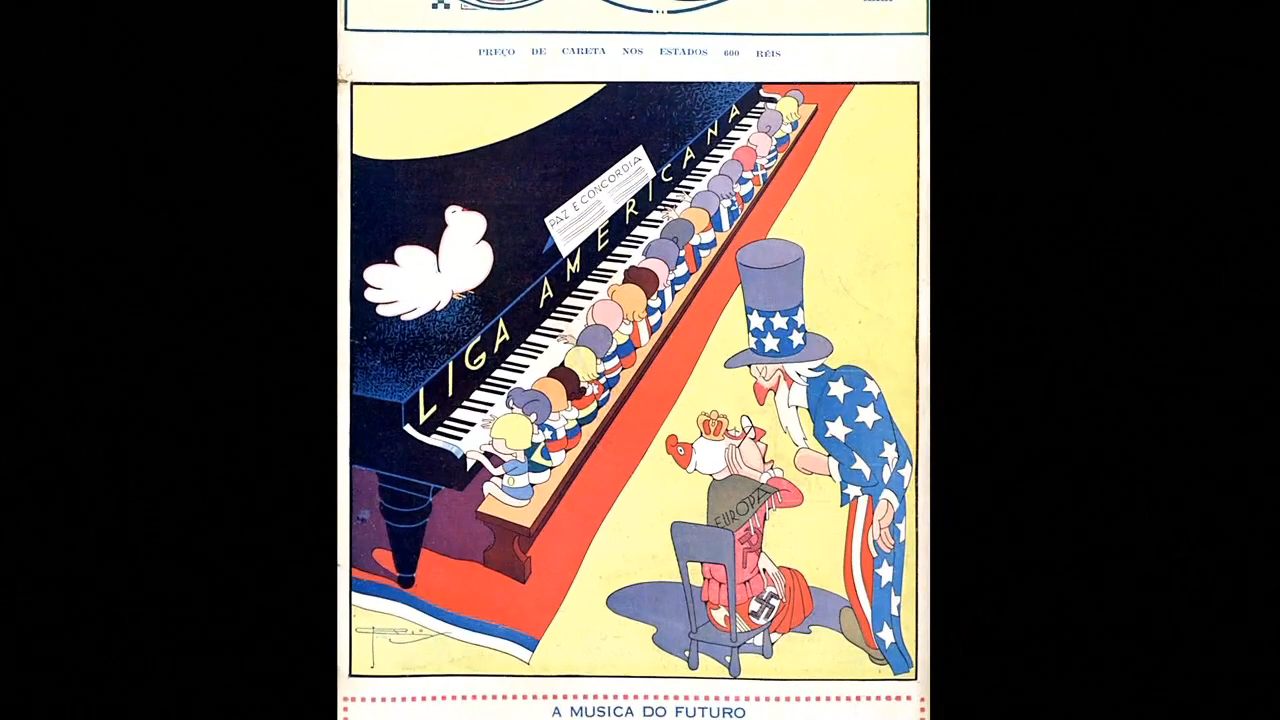 PREÇO DE CARETA NOS ESTADOS 600 RÉIS
PAZ E CONCORDIA
LIGA AMERICANA
EUROPA
A MUSICA DO FUTURO